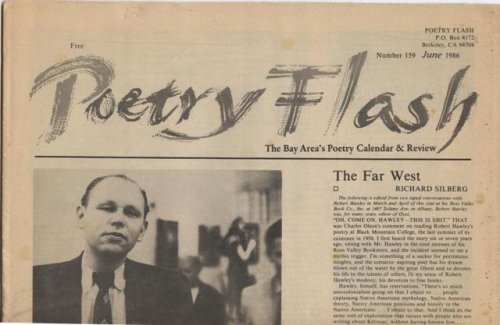 POETRY FLASH
P.O. Box 4172
Berkeley, CA 94704
Free
Number 159 June 1986
Poetry Flash
The Bay Area's Poetry Calendar & Review
The Far West
RICHARD SILBERG
The following is edited from two taped conversations with
Robert Hawley in March and April of this year at his Ross Valley
Book Co., Inc. at 1407 Solano Ave. in Albany. Robert Hawley
was, for many years, editor of Oyez.
"OH, COME ON, HAWLEY—THIS IS SHIT." THAT
was Charles Olson's comment on reading Robert Hawley's
poetry at Black Mountain College, the last summer of its
existence in 1956. I first heard the story six or seven years
ago, sitting with Mr. Hawley in the cool recesses of his
Ross Valley Bookstore, and the incident seemed to me a
mythic trigger. I'm something of a sucker for portentous
insights, and the scenario: aspiring poet has his dream
blown out of the water by the great Olson and so devotes
his life to the talents of others. It my sense of Robert
Hawley's modesty, his devotion to fine books.
Hawley, himself, has reservations. "There's so much
neo-colonialism going on that I object to . . . people
explaining Native American mythology, Native American
theory, Native American prehistory and history to the
Native Americans . . . I object to that. And I think its the
same sort of exploitation that occurs with people who are
writing about Kerouac, without having known him